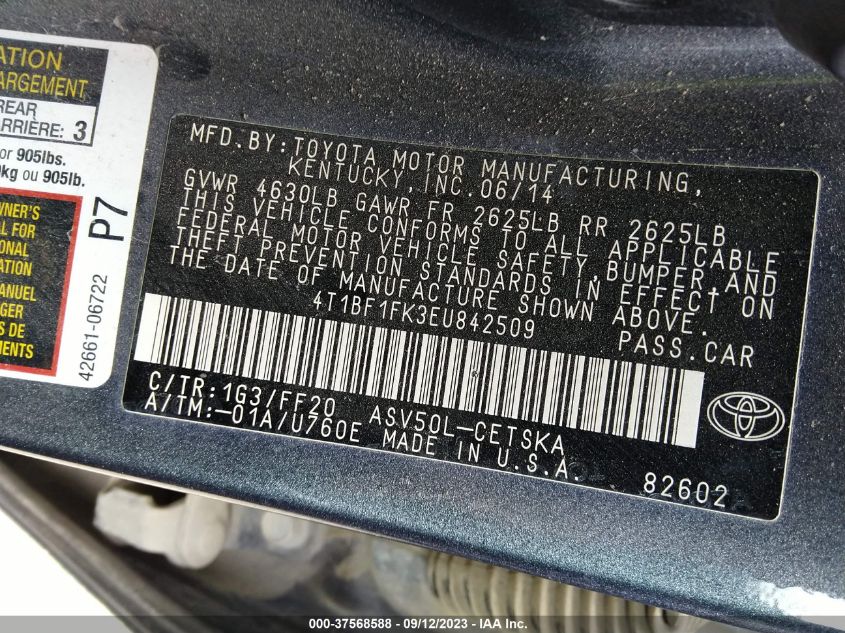 ATION
ARGEMENT
REAR
ARRIÈRE: 3
or 905lbs.
kg ou 905lb.
WNER'S
L FOR
ONAL
ATION
ANUEL
GER
S DE
MENTS
P7
42661-06722
MFD.BY:TOYOTA MOTOR MANUFACTURING,
KENTUCKY,INC.06/14
GVWR 4630LB GAWR FR 2625LB RR 2625LB
THIS VEHICLE CONFORMS TO ALL APPLICABLE
FEDERAL MOTOR VEHICLE SAFETY,BUMPER,AND
THEFT PREVENTION STANDARDS IN EFFECT ON
THE DATE OF MANUFACTURE SHOWN ABOVE.
4T1BF1FK3EU842509 PASS.CAR
C/TR:1G3/FF20 ASV50L-CETSKA
A/TM:-01A/U760E MADE IN U.S.A.
82602
000-37568588 - 09/12/2023 - IAA Inc.